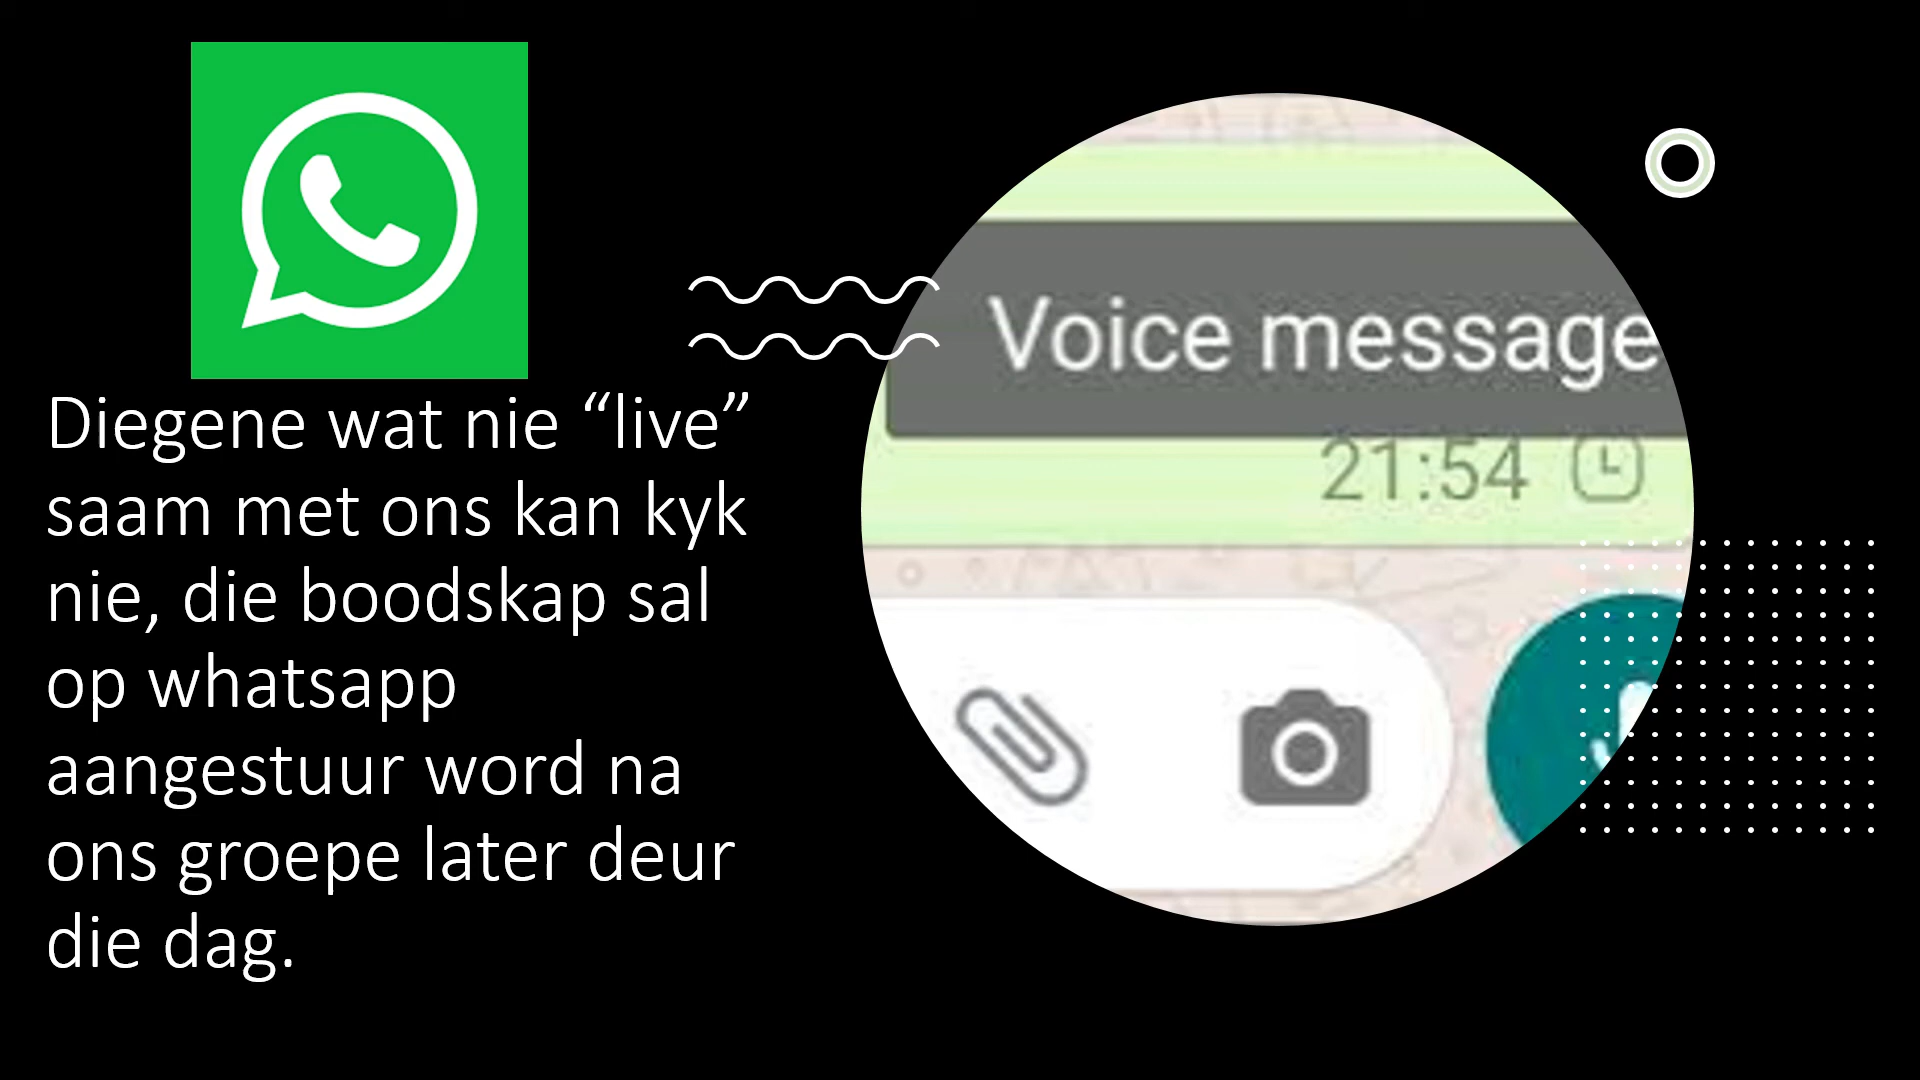 Diegene wat nie “live”
saam met ons kan kyk
nie, die boodskap sal
op whatsapp
aangestuur word na
ons groepe later deur
die dag.
Voice message
21:54